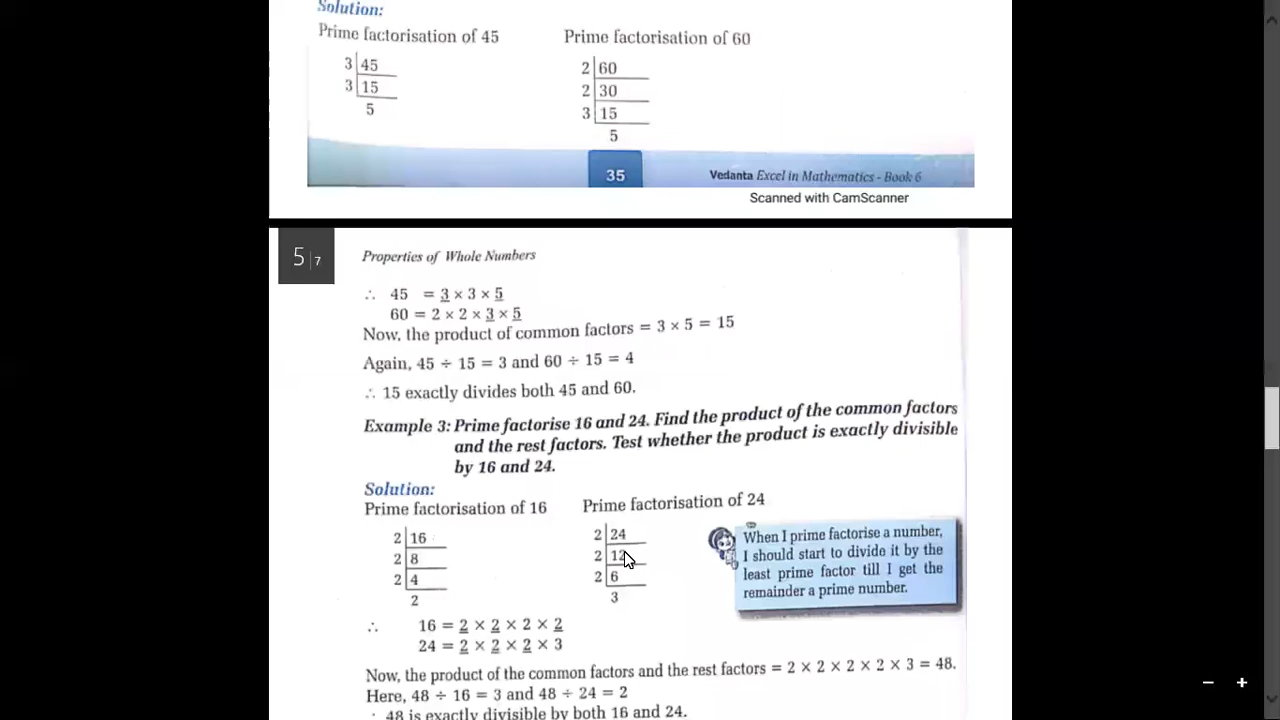 Solution:
Prime factorisation of 45 Prime factorisation of 60
3 45 2 60
3 15 2 30
5 3 15
5
35 Vedanta Excel in Mathematics - Book 6
Scanned with CamScanner
5 | 7 Properties of Whole Numbers
∴ 45 = 3 × 3 × 5
60 = 2 × 2 × 3 × 5
Now, the product of common factors = 3 × 5 = 15
Again, 45 ÷ 15 = 3 and 60 ÷ 15 = 4
∴ 15 exactly divides both 45 and 60.
Example 3: Prime factorise 16 and 24. Find the product of the common factors
and the rest factors. Test whether the product is exactly divisible
by 16 and 24.
Solution:
Prime factorisation of 16 Prime factorisation of 24
2 16 2 24
2 8 2 12
2 4 2 6
2 3
When I prime factorise a number,
I should start to divide it by the
least prime factor till I get the
remainder a prime number.
∴ 16 = 2 × 2 × 2 × 2
24 = 2 × 2 × 2 × 3
Now, the product of the common factors and the rest factors = 2 × 2 × 2 × 2 × 3 = 48.
Here, 48 ÷ 16 = 3 and 48 ÷ 24 = 2
∴ 48 is exactly divisible by both 16 and 24.